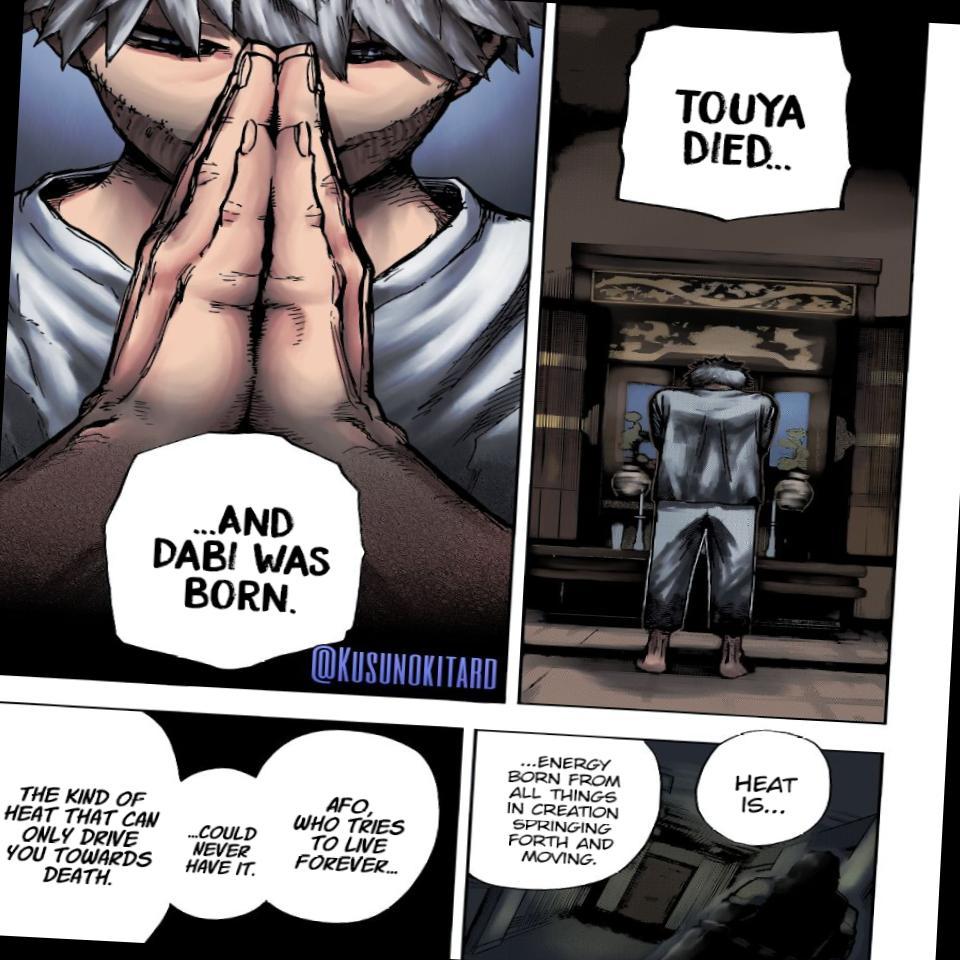 TOUYA
DIED...
...AND
DABI WAS
BORN.
@KUSUNOKITARD
HEAT
IS...
...ENERGY
BORN FROM
ALL THINGS
IN CREATION
SPRINGING
FORTH AND
MOVING.
AFO,
WHO TRIES
TO LIVE
FOREVER...
...COULD
NEVER
HAVE IT.
THE KIND OF
HEAT THAT CAN
ONLY DRIVE
YOU TOWARDS
DEATH.